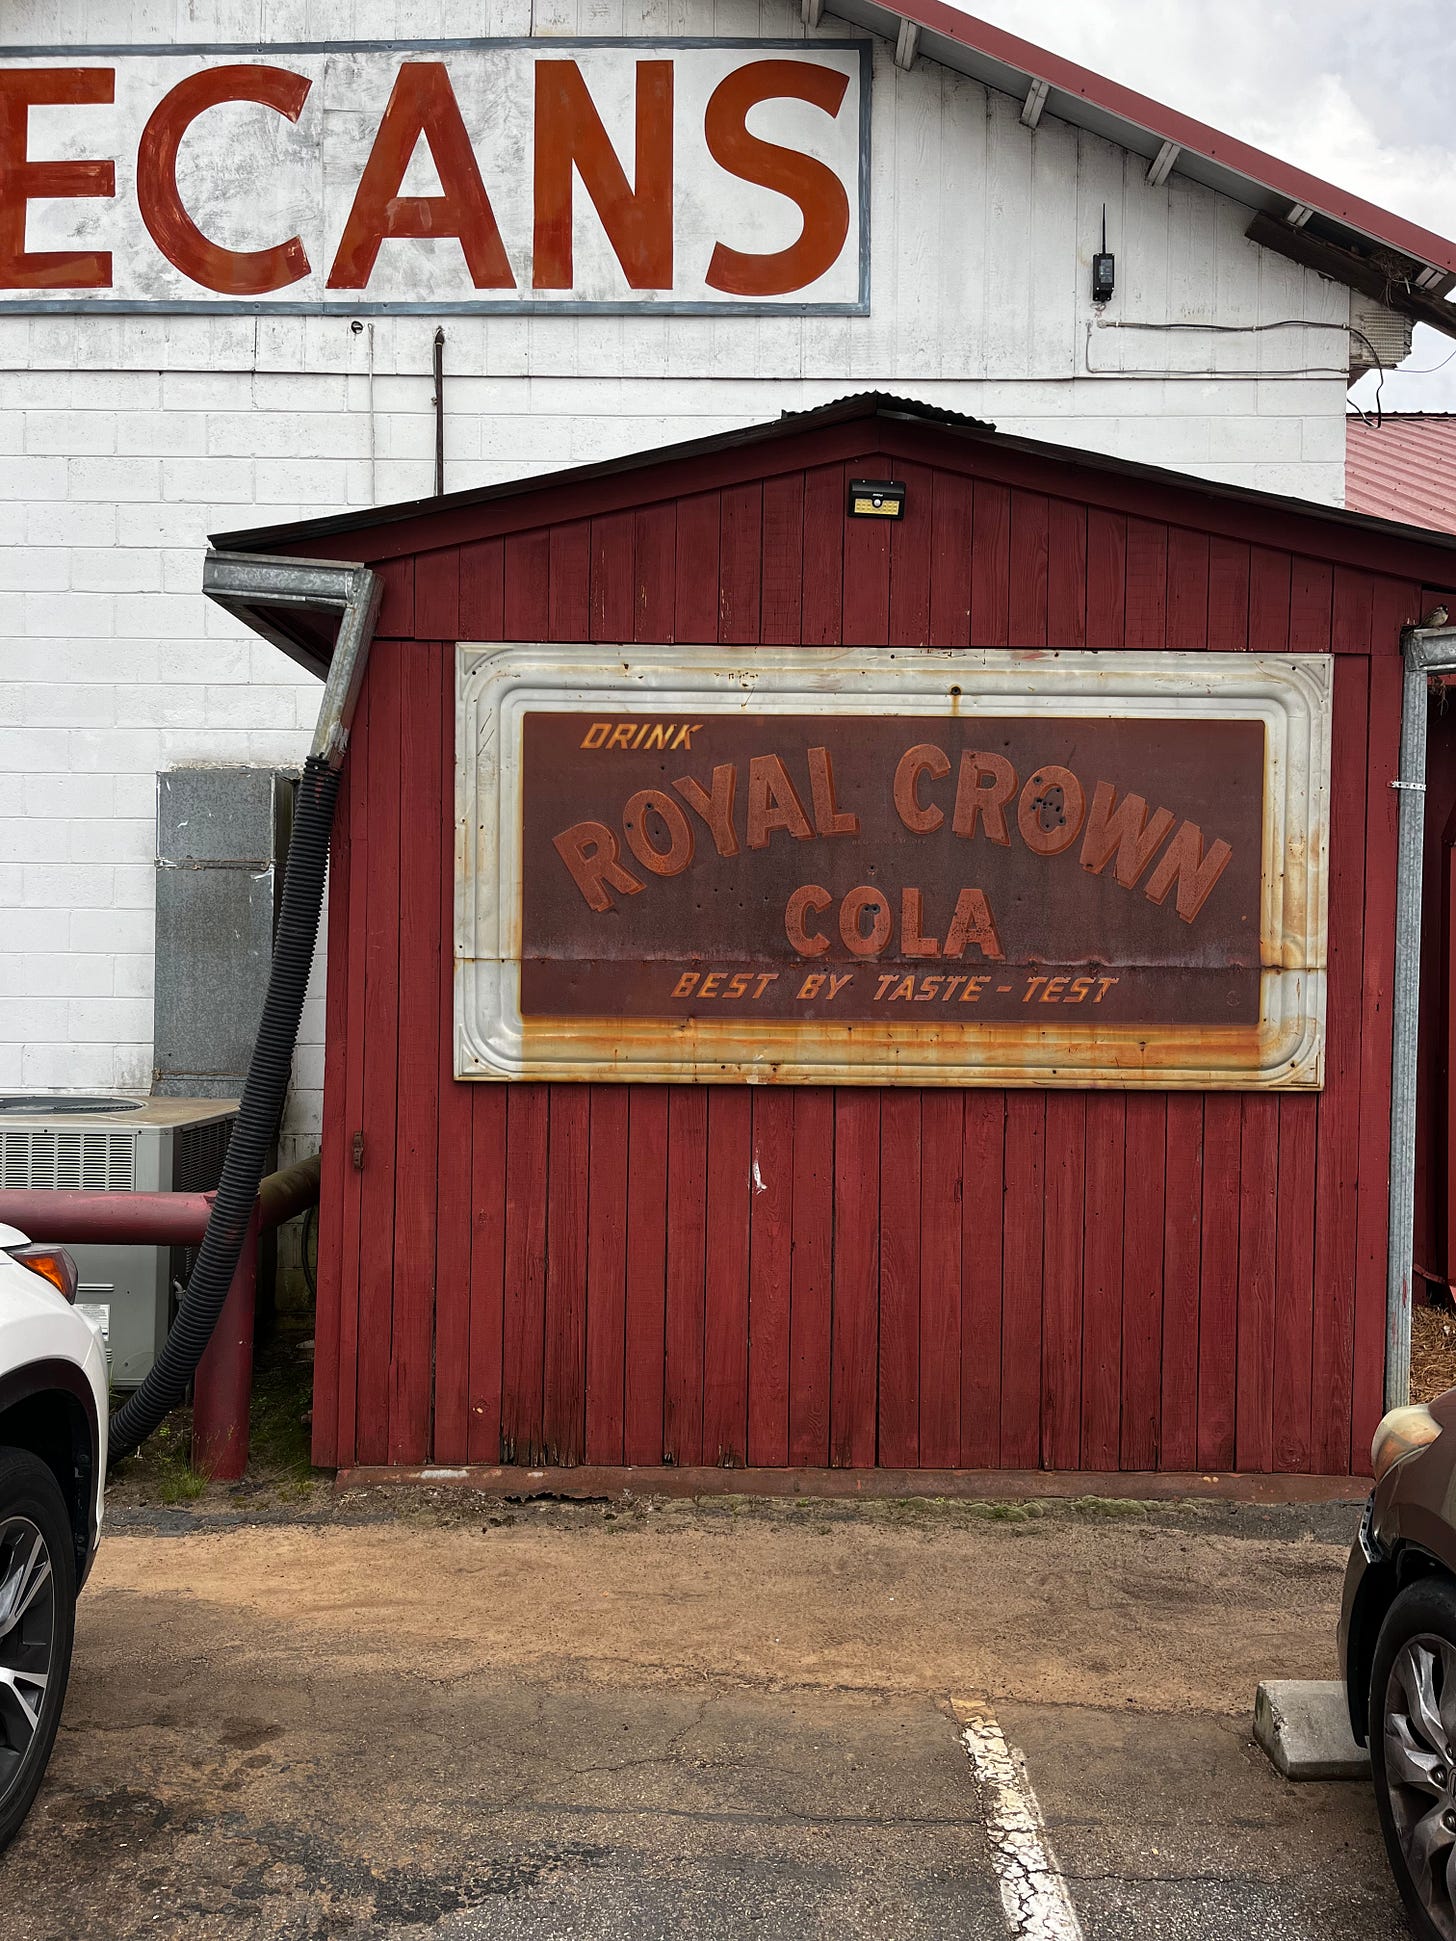 ECANS
DRINK
ROYAL CROWN
COLA
BEST BY TASTE-TEST